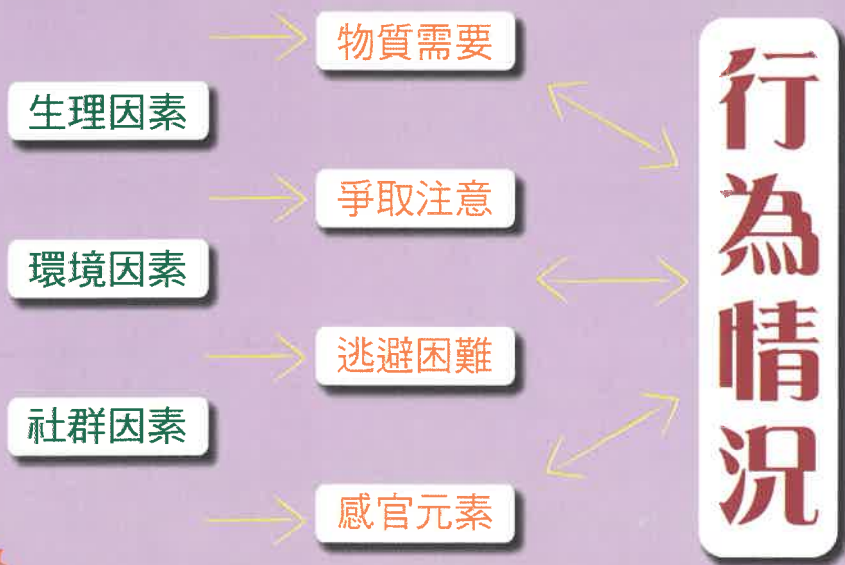 生理因素
環境因素
社群因素
物質需要
爭取注意
逃避困難
感官元素
行為情況